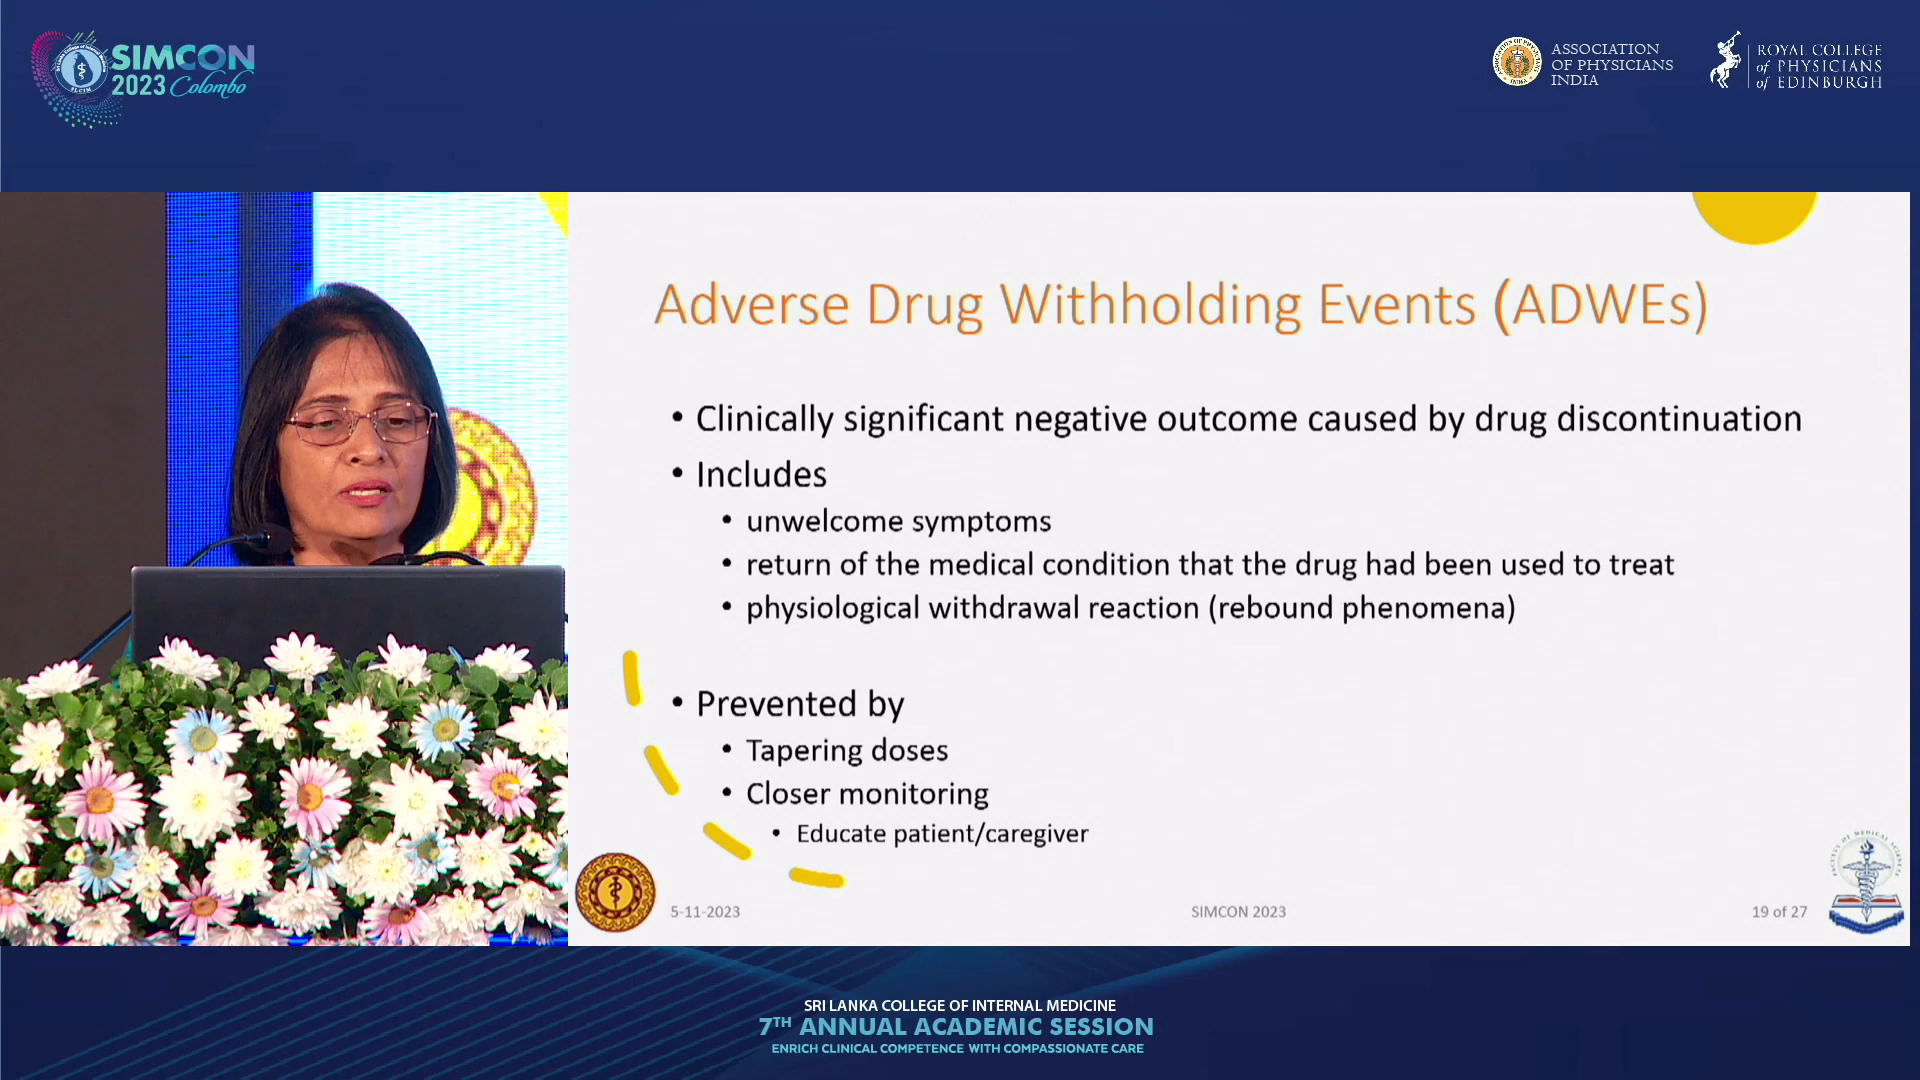 SIMCON
2023 Colombo
SLCIM
ASSOCIATION
OF PHYSICIANS
INDIA
ROYAL COLLEGE
of PHYSICIANS
of EDINBURGH
Adverse Drug Withholding Events (ADWEs)
• Clinically significant negative outcome caused by drug discontinuation
• Includes
• unwelcome symptoms
• return of the medical condition that the drug had been used to treat
• physiological withdrawal reaction (rebound phenomena)
• Prevented by
• Tapering doses
• Closer monitoring
• Educate patient/caregiver
5-11-2023
SIMCON 2023
19 of 27
SRI LANKA COLLEGE OF INTERNAL MEDICINE
7TH ANNUAL ACADEMIC SESSION
ENRICH CLINICAL COMPETENCE WITH COMPASSIONATE CARE